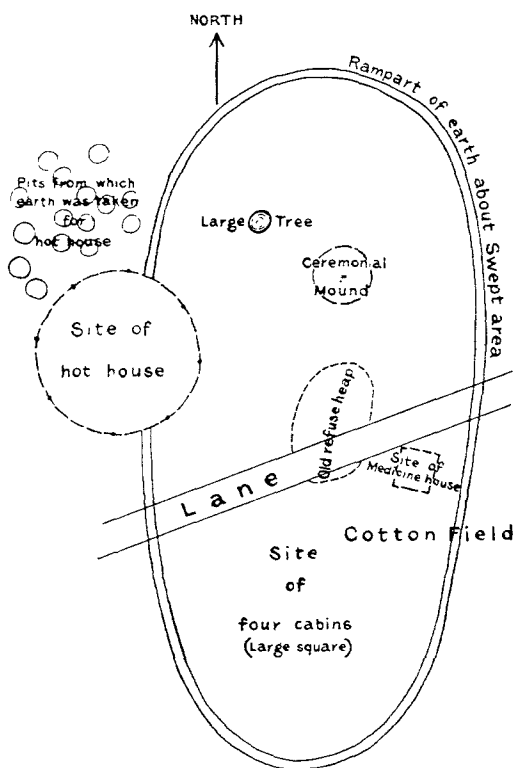 NORTH
Rampart of earth about Swept area
Pits from which
earth was taken
for
hot house
Large Tree
Ceremonial
Mound
Site of
hot house
Old refuse heap
Site of
Medicine house
Lane
Cotton Field
Site
of
four cabins
(Large square)